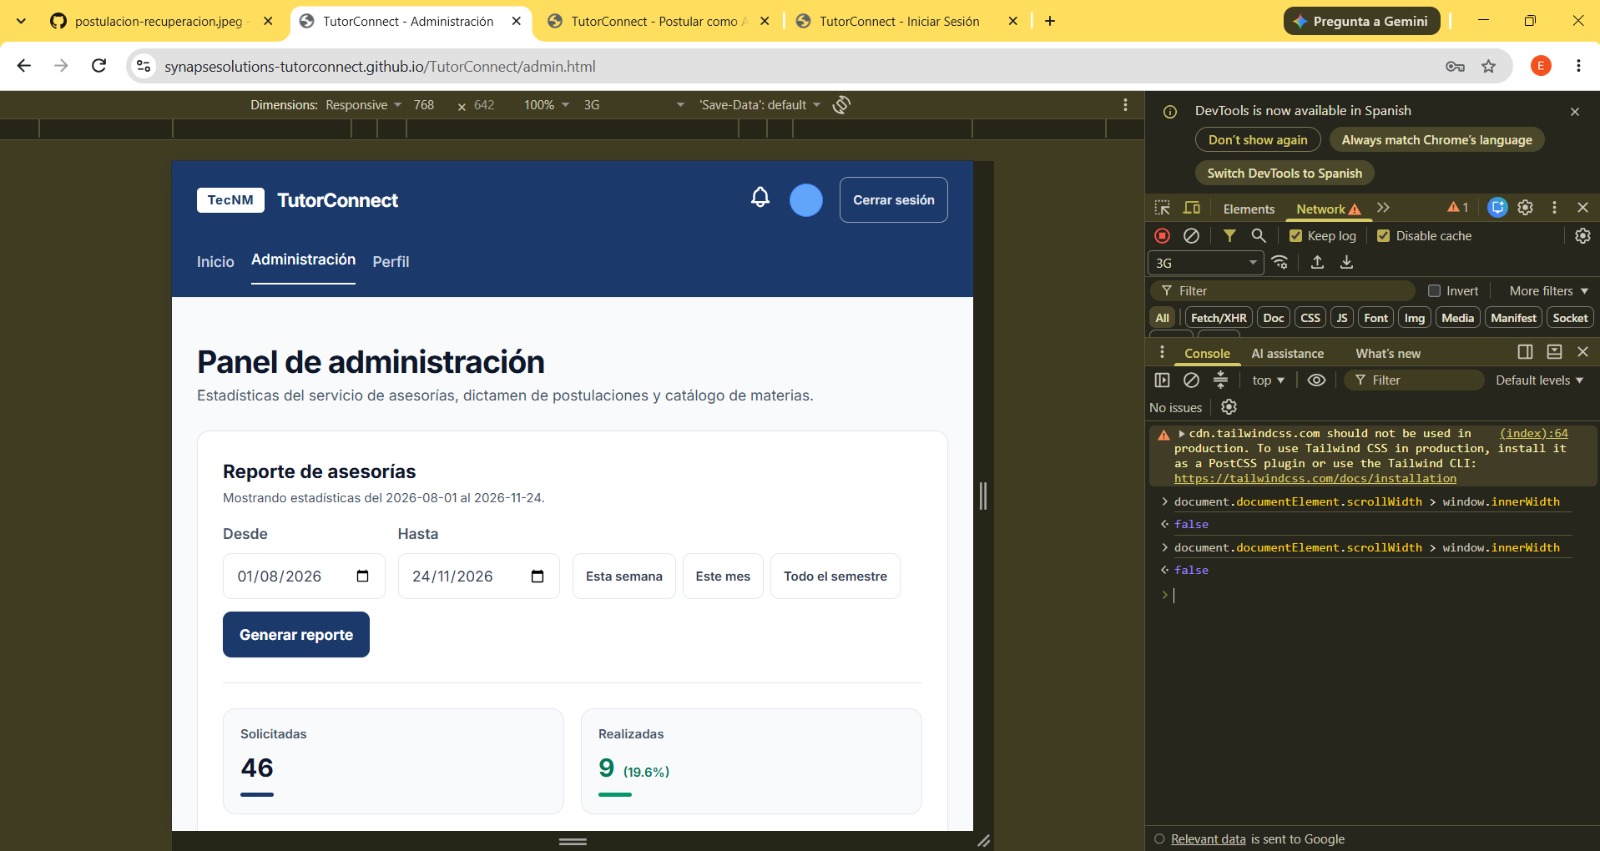 postulacion-recuperacion.jpeg
TutorConnect - Administración
TutorConnect - Postular como
TutorConnect - Iniciar Sesión
Pregunta a Gemini
synapsesolutions-tutorconnect.github.io/TutorConnect/admin.html
E
Dimensions: Responsive 768 × 642 100% 3G 'Save-Data': default
TecNM TutorConnect
Cerrar sesión
Inicio Administración Perfil
Panel de administración
Estadísticas del servicio de asesorías, dictamen de postulaciones y catálogo de materias.
Reporte de asesorías
Mostrando estadísticas del 2026-08-01 al 2026-11-24.
Desde Hasta
01/08/2026 24/11/2026 Esta semana Este mes Todo el semestre
Generar reporte
Solicitadas Realizadas
46 9 (19.6%)
DevTools is now available in Spanish
Don't show again Always match Chrome's language
Switch DevTools to Spanish
Elements Network 1
Keep log Disable cache
3G
Filter Invert More filters
All Fetch/XHR Doc CSS JS Font Img Media Manifest Socket
Console AI assistance What's new
top Filter Default levels
No issues
cdn.tailwindcss.com should not be used in (index):64
production. To use Tailwind CSS in production, install it
as a PostCSS plugin or use the Tailwind CLI:
https://tailwindcss.com/docs/installation
document.documentElement.scrollWidth > window.innerWidth
false
document.documentElement.scrollWidth > window.innerWidth
false
Relevant data is sent to Google